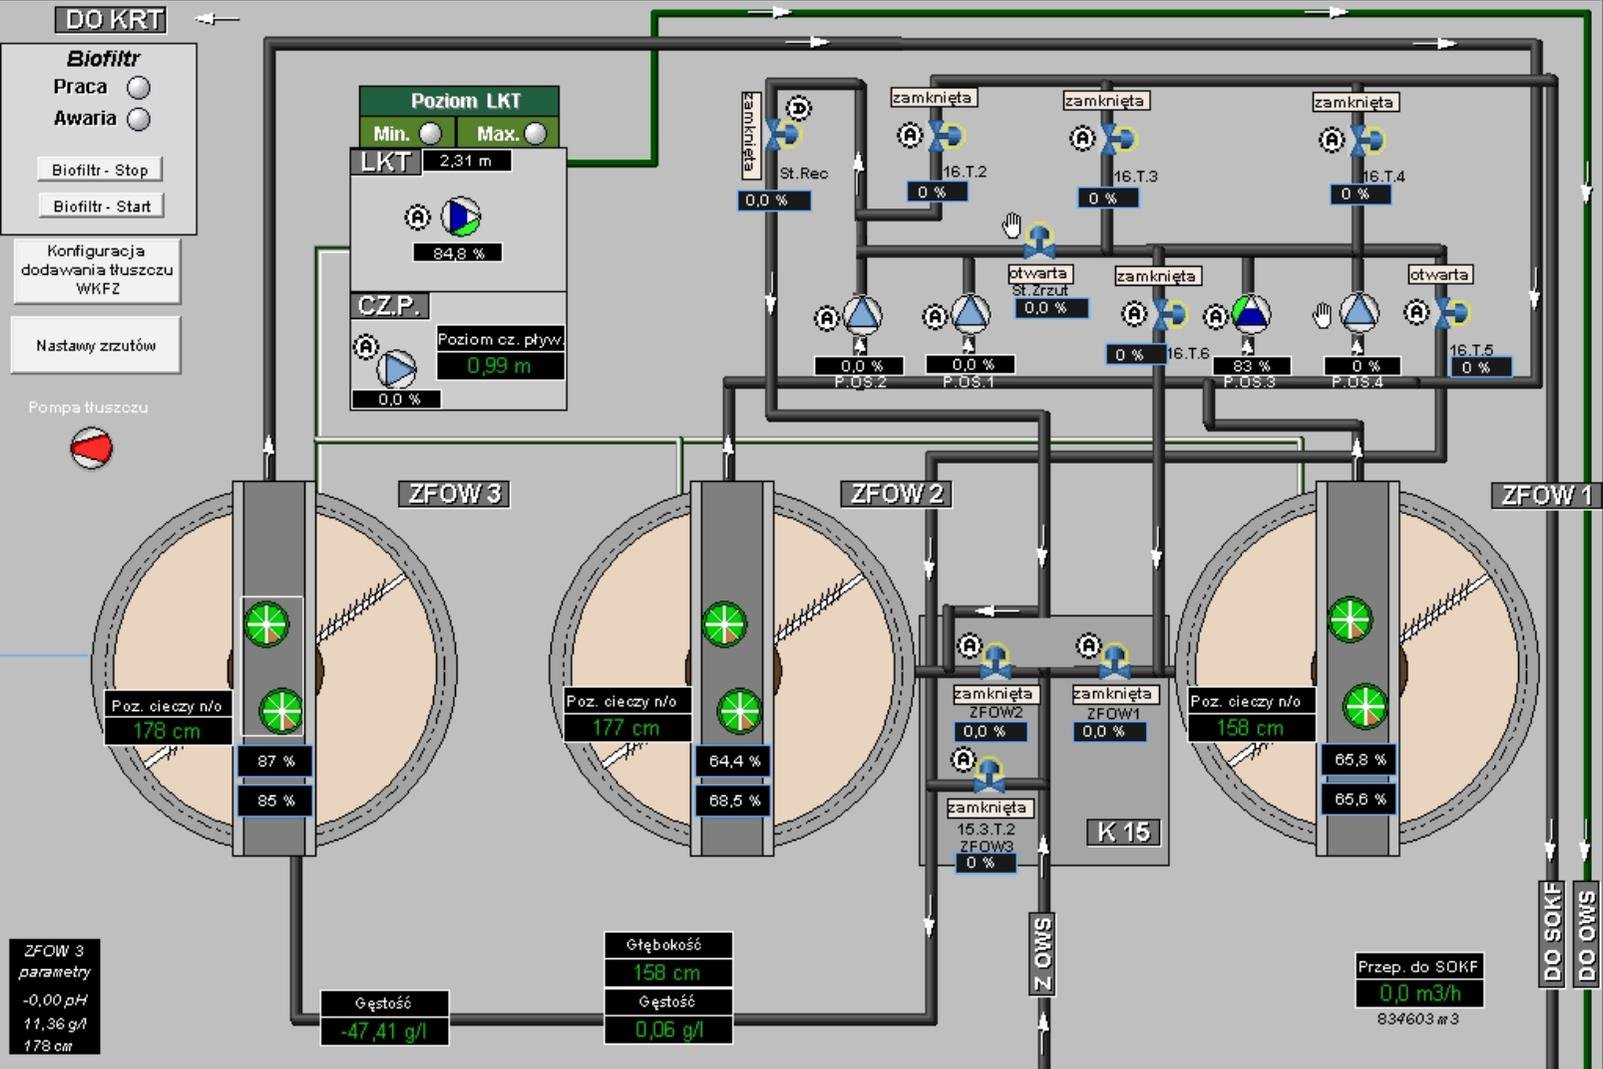 DO KRT
Biofiltr
Praca
Awaria
Biofiltr - Stop
Biofiltr - Start
Konfiguracja
dodawania tłuszczu
WKFZ
Nastawy zrzutów
Pompa tłuszczu
Poziom LKT
Min.
Max.
LKT
2,31 m
A
84,8 %
CZ.P.
A
Poziom cz. pływ.
0,99 m
0,0 %
zamknięta
D
St.Rec
0,0 %
zamknięta
A
16.T.2
0 %
zamknięta
A
16.T.3
0 %
zamknięta
A
16.T.4
0 %
otwarta
St.Zrzut
0,0 %
zamknięta
A
0 %
16.T.6
otwarta
A
16.T.5
0 %
A
0,0 %
P.OS.2
A
0,0 %
P.OS.1
A
83 %
P.OS.3
0 %
P.OS.4
ZFOW 3
ZFOW 2
ZFOW 1
Poz. cieczy n/o
178 cm
87 %
85 %
Poz. cieczy n/o
177 cm
64,4 %
68,5 %
A
zamknięta
ZFOW2
0,0 %
A
zamknięta
ZFOW1
0,0 %
A
zamknięta
15.3.T.2
ZFOW3
0 %
K 15
Poz. cieczy n/o
158 cm
65,8 %
65,6 %
Z OWS
DO SOKF
DO OWS
ZFOW 3
parametry
-0,00 pH
11,36 g/l
178 cm
Gęstość
-47,41 g/l
Głębokość
158 cm
Gęstość
0,06 g/l
Przep. do SOKF
0,0 m3/h
834603 m3